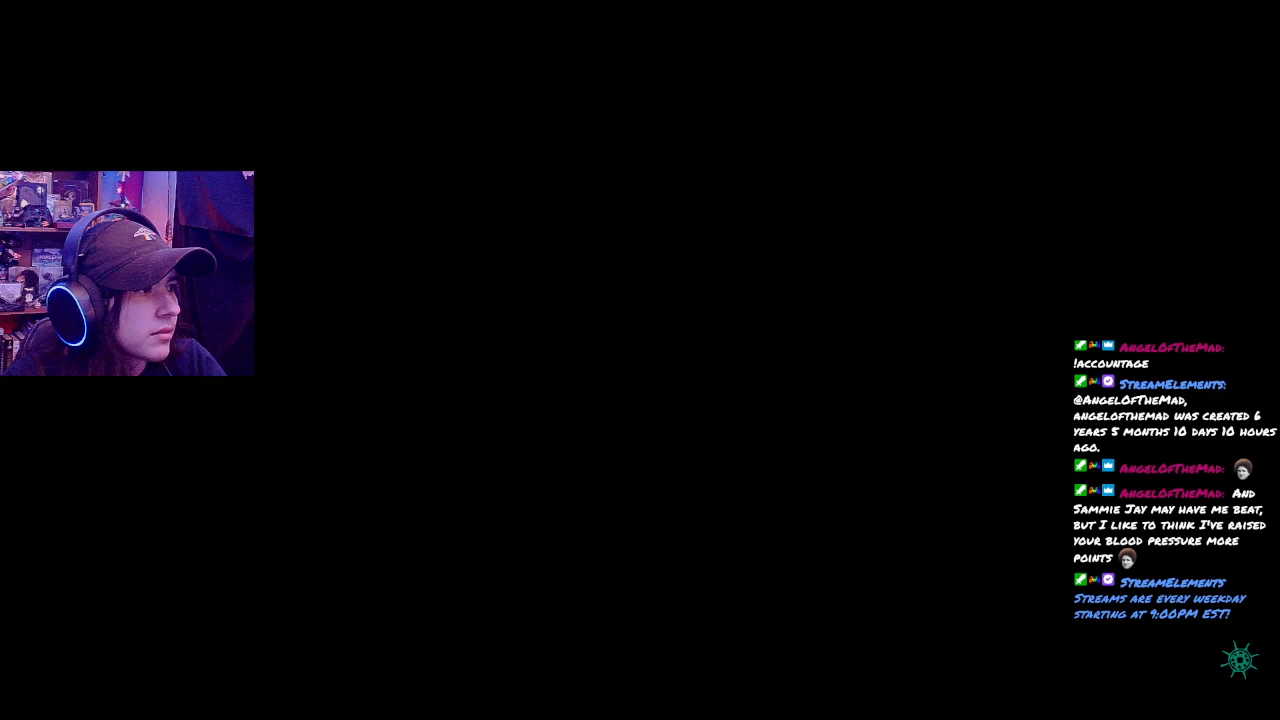 AngelOfTheMad:
!accountage
StreamElements:
@AngelOfTheMad,
angelofthemad was created 6
years 5 months 10 days 10 hours
ago.
AngelOfTheMad:
AngelOfTheMad: And
Sammie Jay may have me beat,
but I like to think I've raised
your blood pressure more
points
StreamElements
Streams are every weekday
starting at 9:00PM EST!